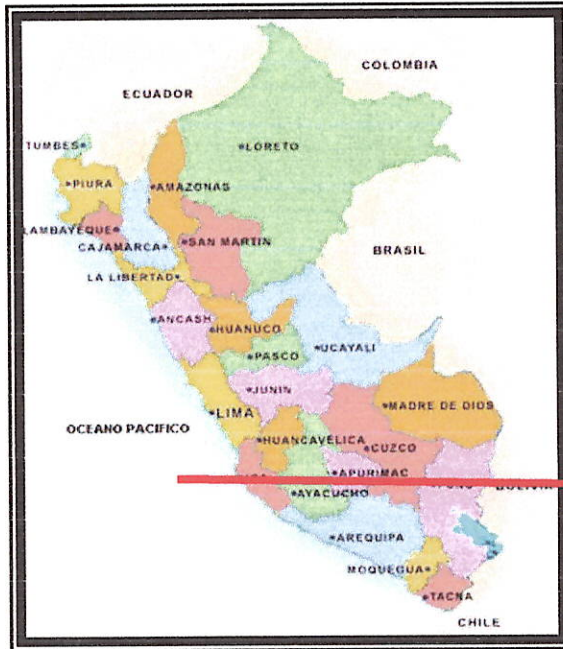 COLOMBIA
ECUADOR
TUMBES
LORETO
PIURA
AMAZONAS
LAMBAYEQUE
CAJAMARCA
SAN MARTIN
BRASIL
LA LIBERTAD
ANCASH
HUANUCO
UCAYALI
PASCO
JUNIN
LIMA
MADRE DE DIOS
OCEANO PACIFICO
HUANCAVELICA
CUZCO
APURIMAC
AYACUCHO
AREQUIPA
MOQUEGUA
TACNA
CHILE